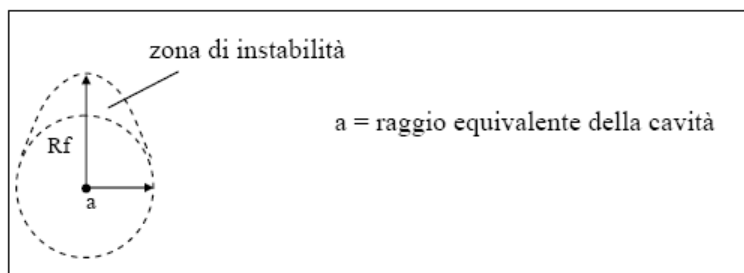 zona di instabilità
a = raggio equivalente della cavità
Rf
a